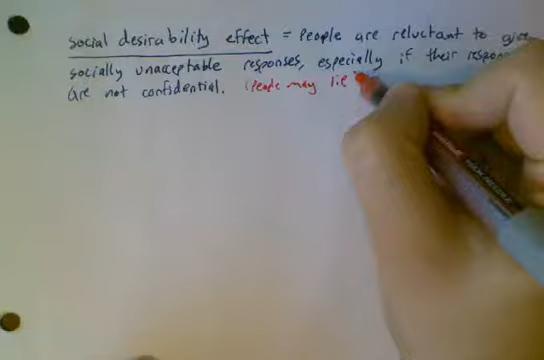 social desirability effect = People are reluctant to give
socially unacceptable responses, especially if their respon
are not confidential. (People may lie